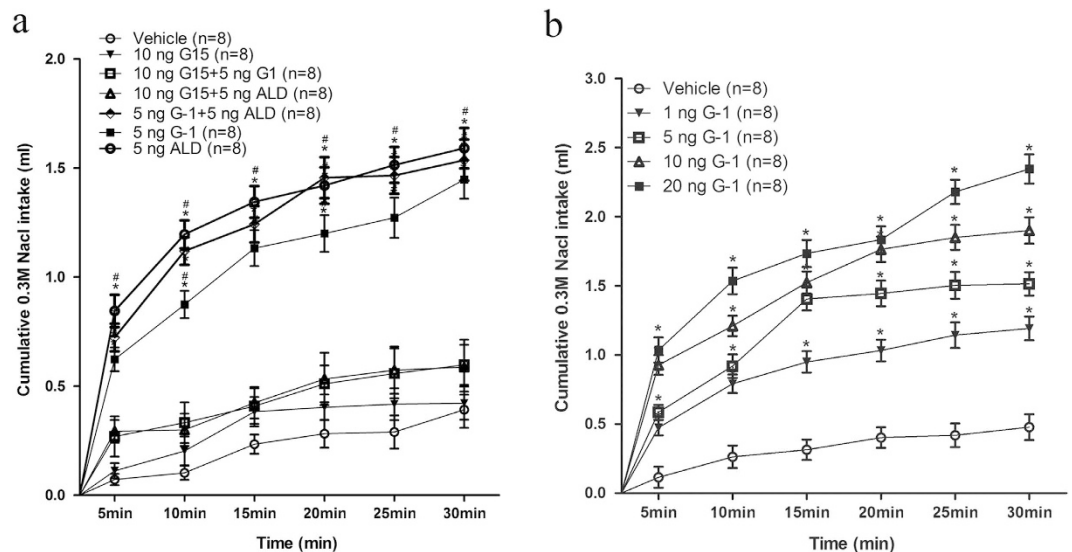 a
Vehicle (n=8)
10 ng G15 (n=8)
10 ng G15+5 ng G1 (n=8)
10 ng G15+5 ng ALD (n=8)
5 ng G-1+5 ng ALD (n=8)
5 ng G-1 (n=8)
5 ng ALD (n=8)
Cumulative 0.3M Nacl intake (ml)
2.0
1.5
1.0
0.5
0.0
5min 10min 15min 20min 25min 30min
Time (min)
b
Vehicle (n=8)
1 ng G-1 (n=8)
5 ng G-1 (n=8)
10 ng G-1 (n=8)
20 ng G-1 (n=8)
Cumulative 0.3M Nacl intake (ml)
3.0
2.5
2.0
1.5
1.0
0.5
0.0
5min 10min 15min 20min 25min 30min
Time (min)